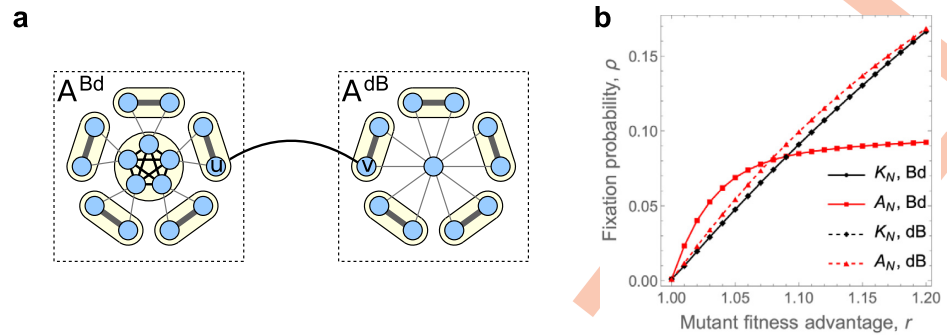 a
A^Bd
u
A^dB
v
b
Fixation probability, ρ
0.15
0.10
0.05
0.00
1.00 1.05 1.10 1.15 1.20
Mutant fitness advantage, r
K_N, Bd
A_N, Bd
K_N, dB
A_N, dB